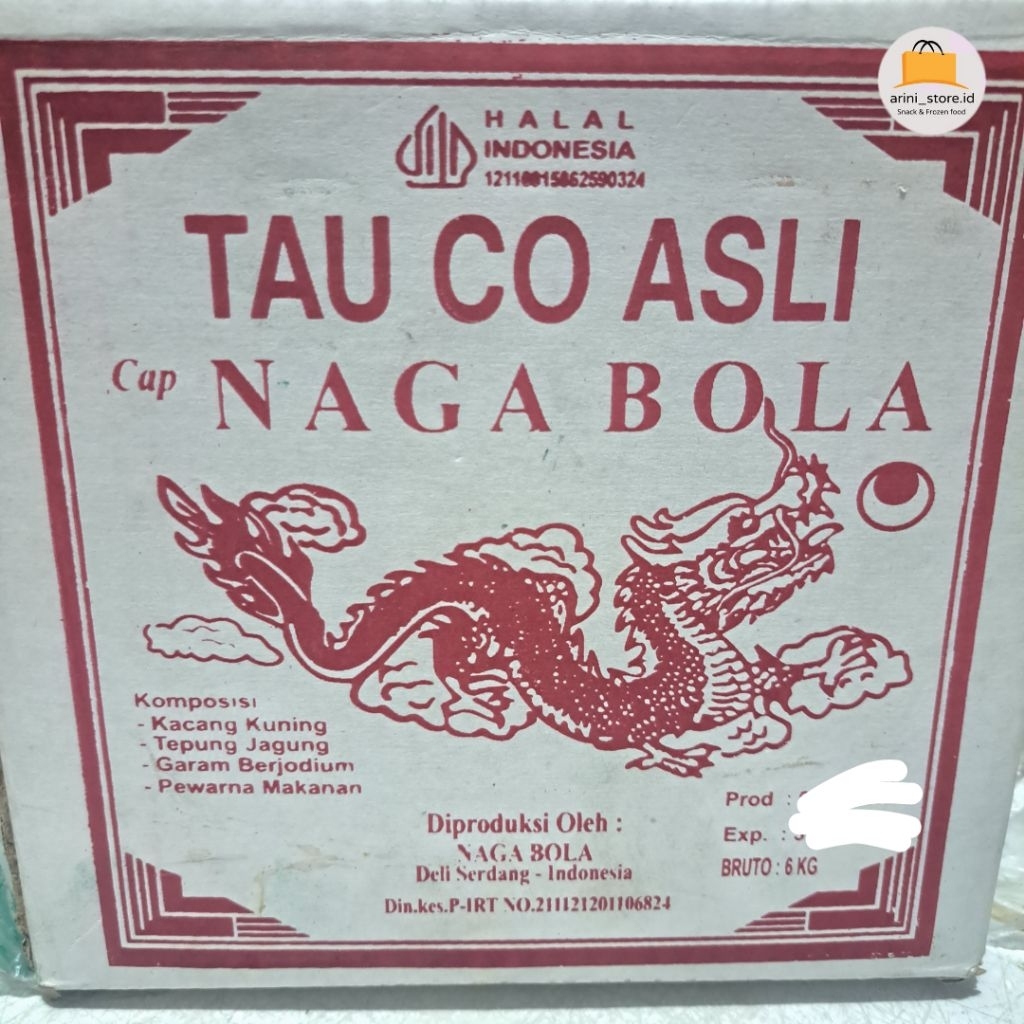 arini_store.id
Snack & Frozen food
HALAL
INDONESIA
TAU CO ASLI
Cap NAGA BOLA
Komposisi
- Kacang Kuning
- Tepung Jagung
- Garam Berjodium
- Pewarna Makanan
Diproduksi Oleh :
NAGA BOLA
Deli Serdang - Indonesia
Din.kes.P-IRT NO.211121201106824
Prod :
Exp. :
BRUTO : 6 KG